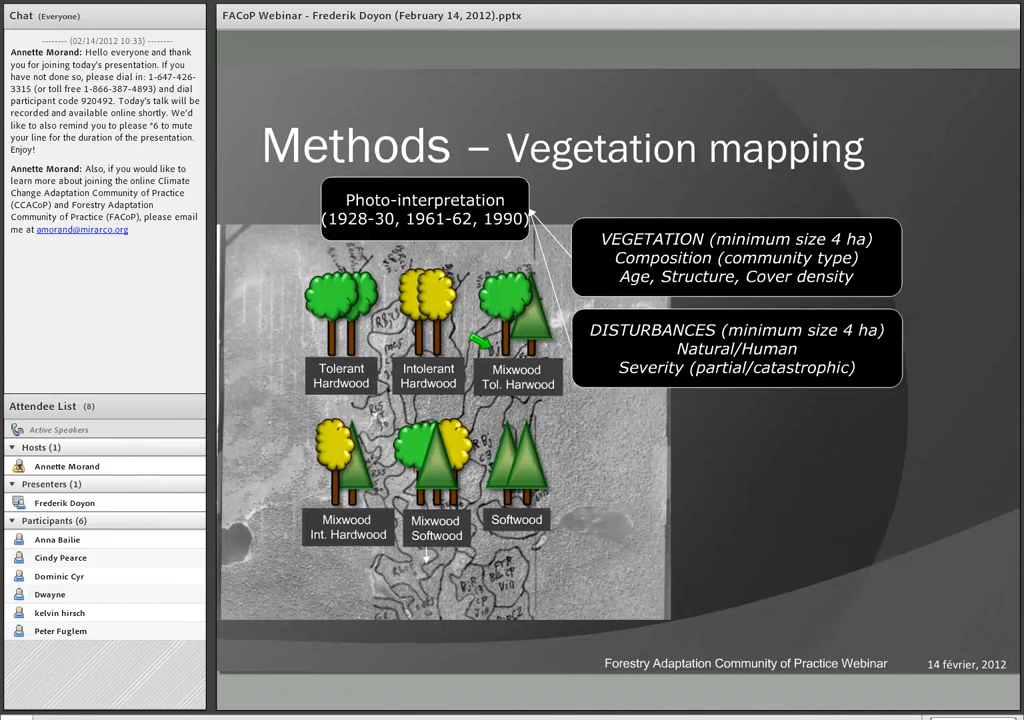 Chat (Everyone)
-------- (02/14/2012 10:33) --------
Annette Morand: Hello everyone and thank
you for joining today's presentation. If you
have not done so, please dial in: 1-647-426-
3315 (or toll free 1-866-387-4893) and dial
participant code 920492. Today's talk will be
recorded and available online shortly. We'd
like to also remind you to please *6 to mute
your line for the duration of the presentation.
Enjoy!
Annette Morand: Also, if you would like to
learn more about joining the online Climate
Change Adaptation Community of Practice
(CCACoP) and Forestry Adaptation
Community of Practice (FACoP), please email
me at amorand@mirarco.org
Attendee List (8)
Active Speakers
Hosts (1)
Annette Morand
Presenters (1)
Frederik Doyon
Participants (6)
Anna Bailie
Cindy Pearce
Dominic Cyr
Dwayne
kelvin hirsch
Peter Fuglem
FACoP Webinar - Frederik Doyon (February 14, 2012).pptx
Methods – Vegetation mapping
Photo-interpretation
(1928-30, 1961-62, 1990)
VEGETATION (minimum size 4 ha)
Composition (community type)
Age, Structure, Cover density
DISTURBANCES (minimum size 4 ha)
Natural/Human
Severity (partial/catastrophic)
Tolerant
Hardwood
Intolerant
Hardwood
Mixwood
Tol. Harwood
Mixwood
Int. Hardwood
Mixwood
Softwood
Softwood
Forestry Adaptation Community of Practice Webinar
14 février, 2012